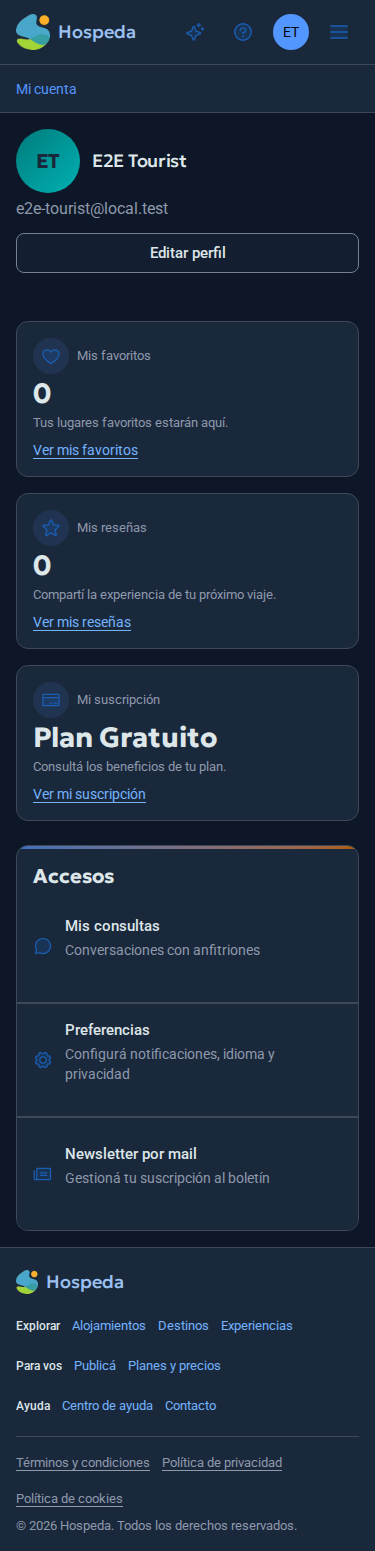 Hospeda
ET
Mi cuenta
ET
E2E Tourist
e2e-tourist@local.test
Editar perfil
Mis favoritos
0
Tus lugares favoritos estarán aquí.
Ver mis favoritos
Mis reseñas
0
Compartí la experiencia de tu próximo viaje.
Ver mis reseñas
Mi suscripción
Plan Gratuito
Consultá los beneficios de tu plan.
Ver mi suscripción
Accesos
Mis consultas
Conversaciones con anfitriones
Preferencias
Configurá notificaciones, idioma y
privacidad
Newsletter por mail
Gestioná tu suscripción al boletín
Hospeda
Explorar Alojamientos Destinos Experiencias
Para vos Publicá Planes y precios
Ayuda Centro de ayuda Contacto
Términos y condiciones Política de privacidad
Política de cookies
© 2026 Hospeda. Todos los derechos reservados.